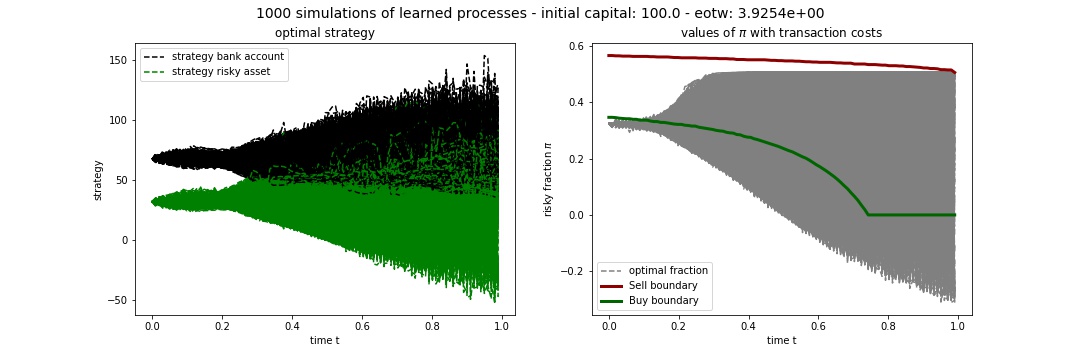 1000 simulations of learned processes - initial capital: 100.0 - eotw: 3.9254e+00
optimal strategy
strategy bank account
strategy risky asset
150
100
50
0
−50
strategy
0.0 0.2 0.4 0.6 0.8 1.0
time t
values of π with transaction costs
0.6
0.4
0.2
0.0
−0.2
risky fraction π
optimal fraction
Sell boundary
Buy boundary
0.0 0.2 0.4 0.6 0.8 1.0
time t